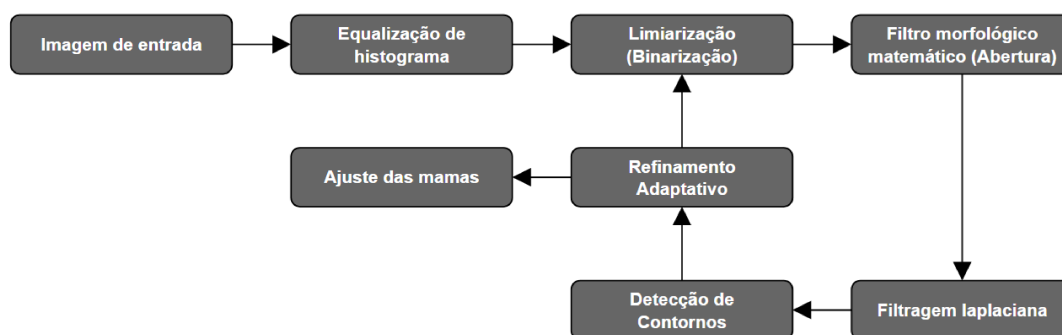 Imagem de entrada
Equalização de
histograma
Limiarização
(Binarização)
Filtro morfológico
matemático (Abertura)
Ajuste das mamas
Refinamento
Adaptativo
Detecção de
Contornos
Filtragem laplaciana